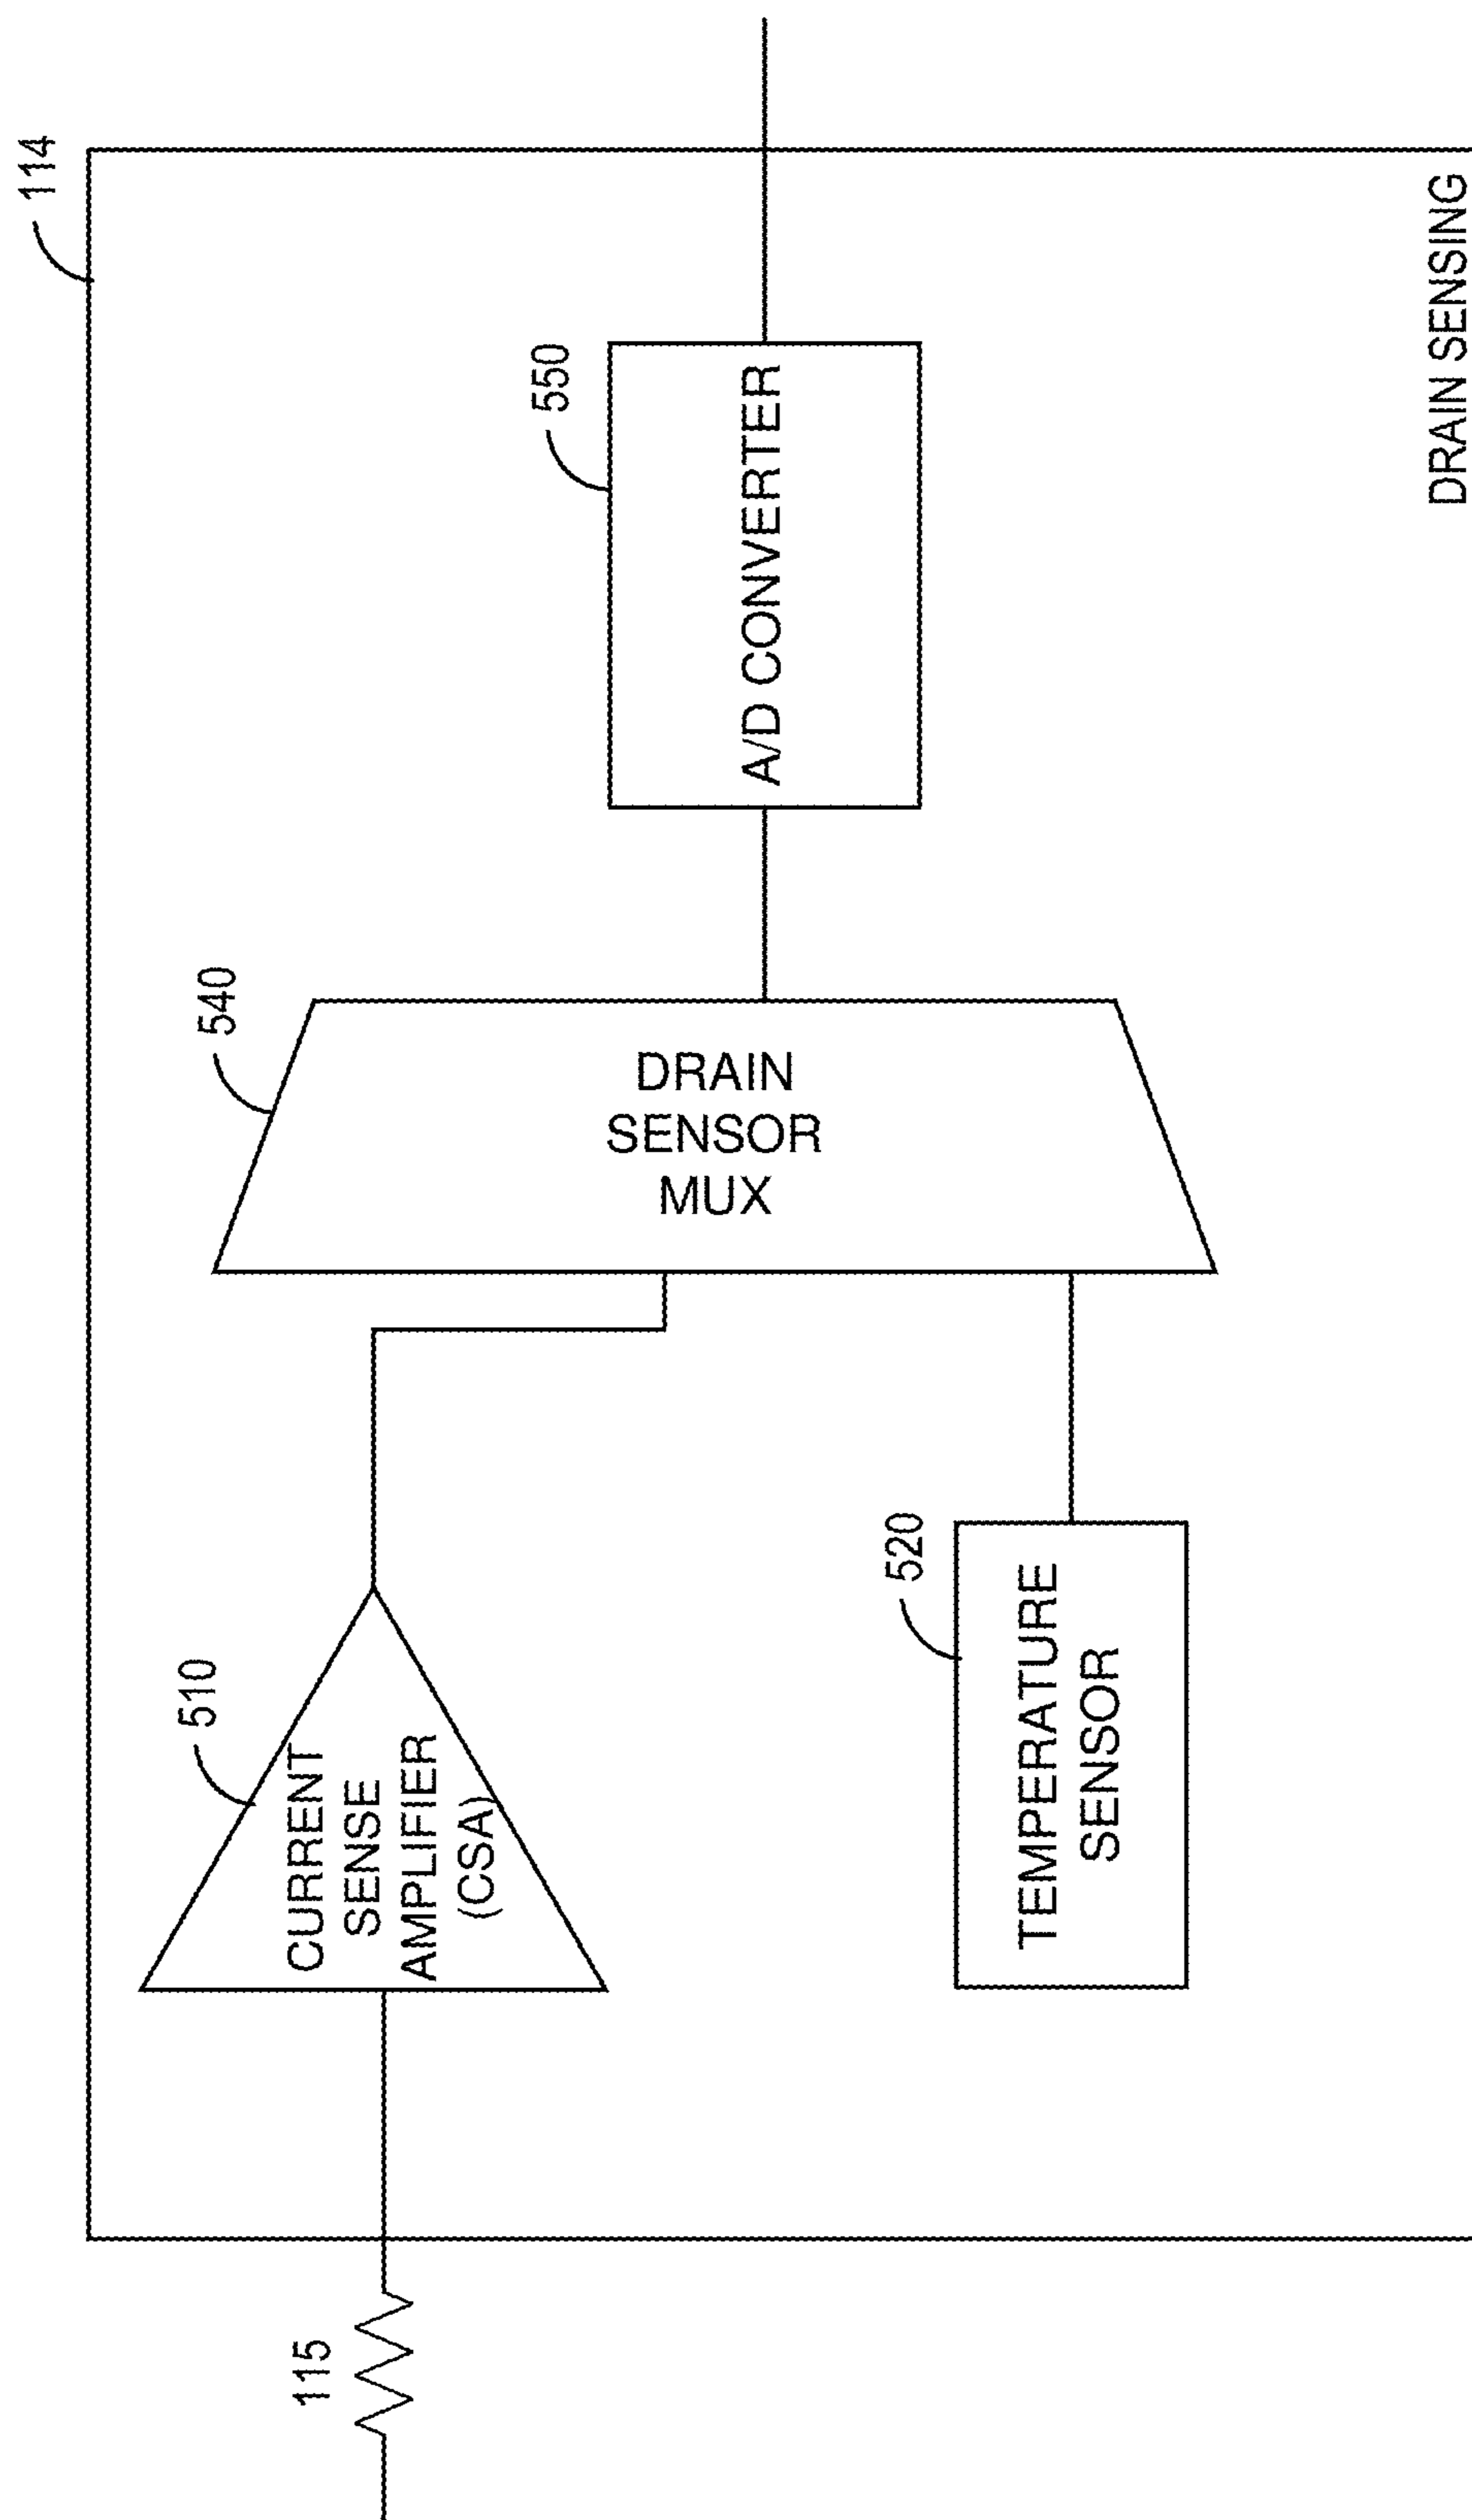 114
115
510
CURRENT
SENSE
AMPLIFIER
(CSA)
520
TEMPERATURE
SENSOR
540
DRAIN
SENSOR
MUX
550
A/D CONVERTER
DRAIN SENSING